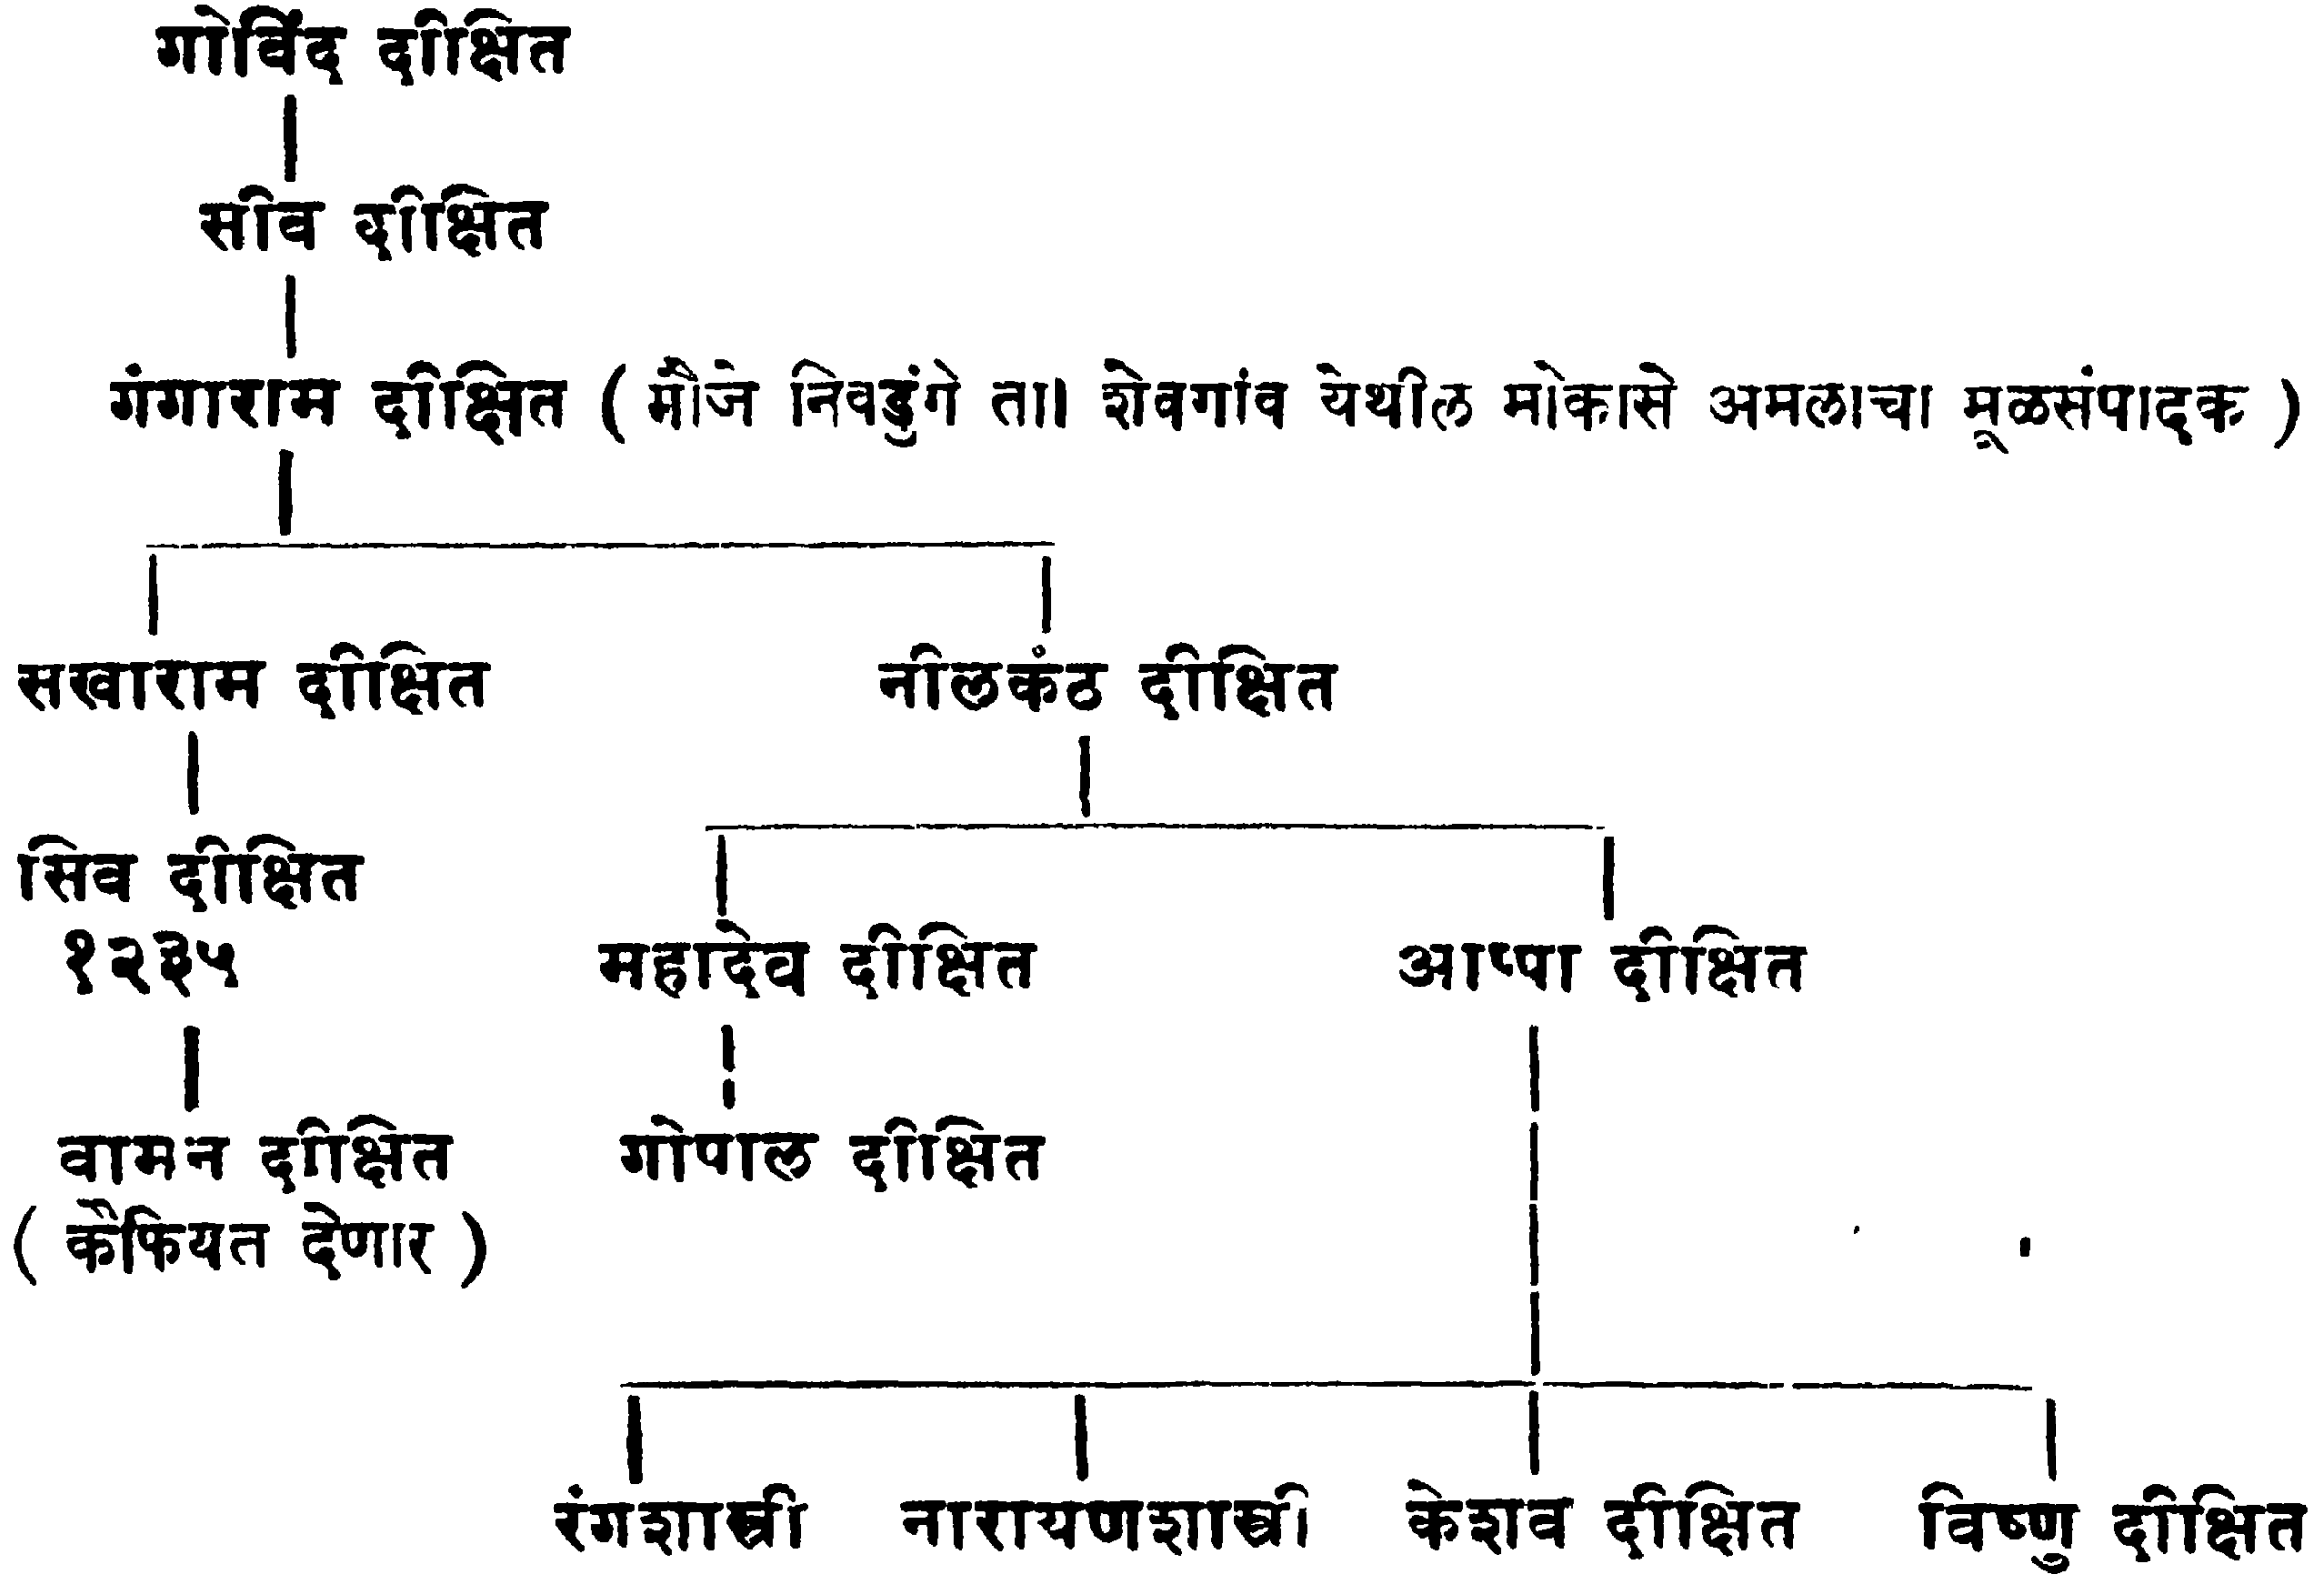 गोविंद दीक्षित
सीव दीक्षित
गंगाराम दीक्षित ( मौजे निवडुंगे ता। शेवगांव येथील मोकासे अमलाचा मूळसंपादक )
सखाराम दीक्षित नीलकंठ दीक्षित
सिव दीक्षित
१२३५ महादेव दीक्षित आप्पा दीक्षित
वामन दीक्षित गोपाल दीक्षित
( कैफियत देणार )
रंगशास्त्री नारायणशास्त्री केशव दीक्षित विष्णु दीक्षित